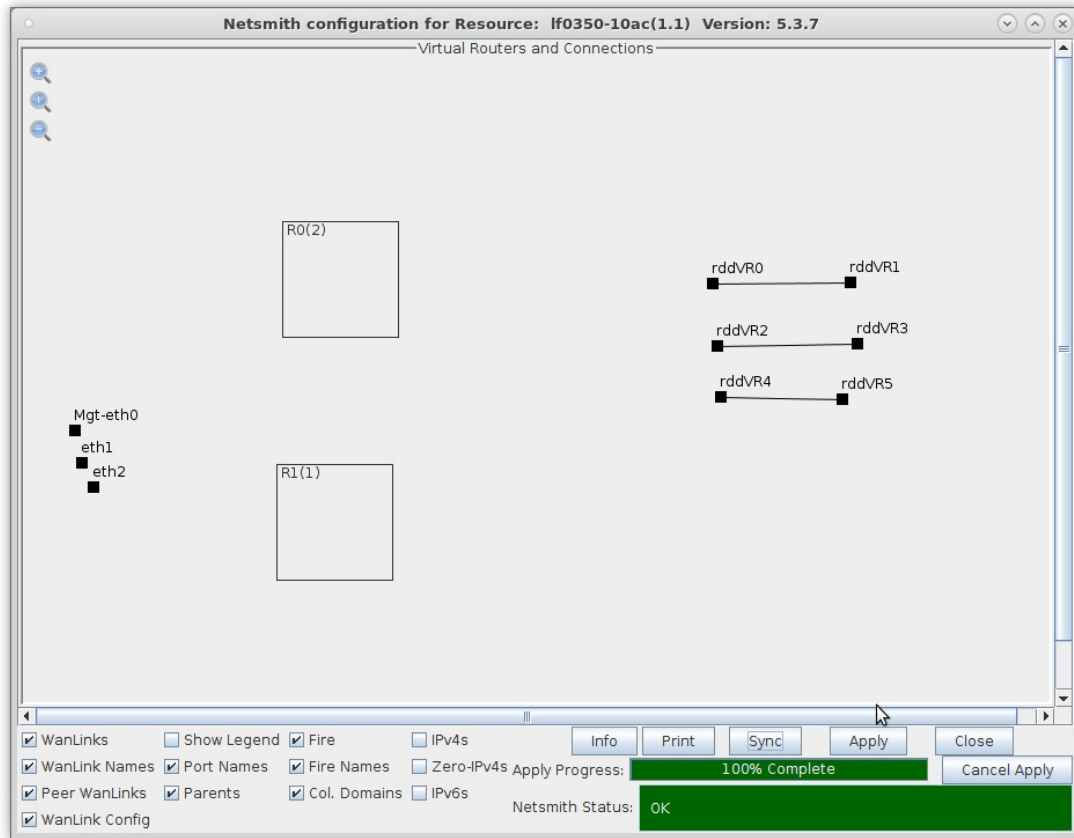 Netsmith configuration for Resource: lf0350-10ac(1.1) Version: 5.3.7
Virtual Routers and Connections
R0(2)
rddVR0
rddVR1
rddVR2
rddVR3
rddVR4
rddVR5
Mgt-eth0
eth1
eth2
R1(1)
WanLinks Show Legend Fire IPv4s Info Print Sync Apply Close
WanLink Names Port Names Fire Names Zero-IPv4s Apply Progress: 100% Complete Cancel Apply
Peer WanLinks Parents Col. Domains IPv6s Netsmith Status: OK
WanLink Config